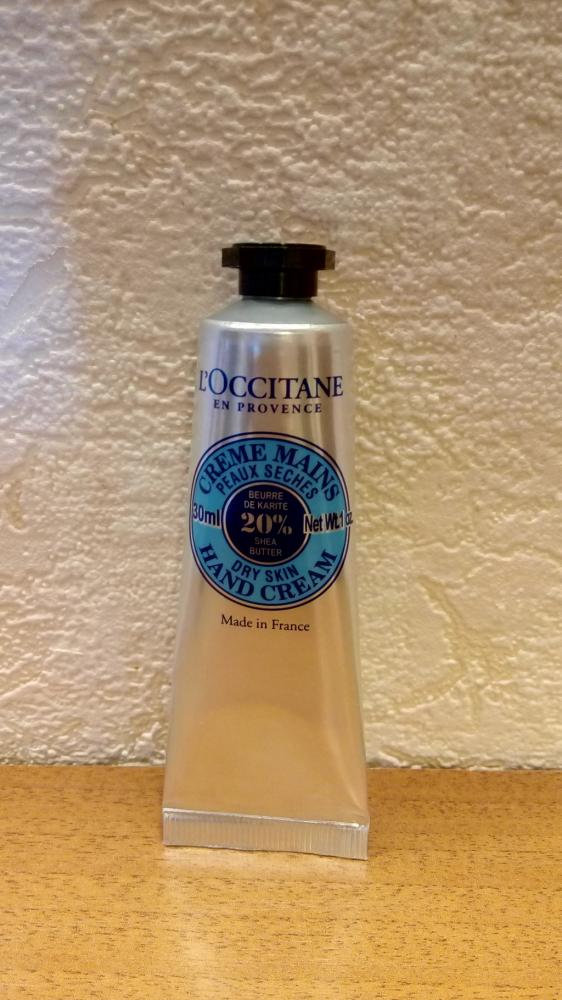 L'OCCITANE
EN PROVENCE
CREME MAINS
PEAUX SECHES
BEURRE
DE KARITÉ
30ml
20%
Net Wt.1 oz
SHEA
BUTTER
DRY SKIN
HAND CREAM
Made in France